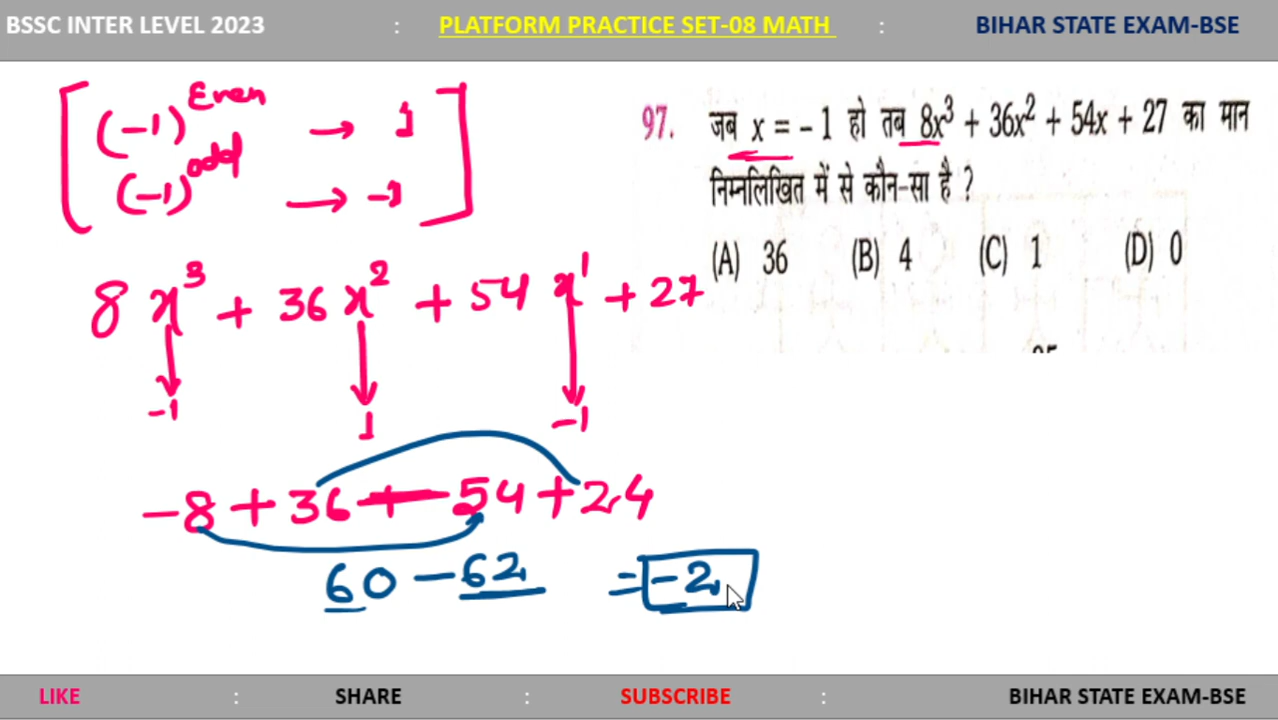 BSSC INTER LEVEL 2023 : PLATFORM PRACTICE SET-08 MATH : BIHAR STATE EXAM-BSE
(-1)^Even → 1
(-1)^odd → -1
97. जब x = - 1 हो तब 8x³ + 36x² + 54x + 27 का मान
निम्नलिखित में से कौन-सा है ?
(A) 36 (B) 4 (C) 1 (D) 0
8x³ + 36x² + 54x¹ + 27
-1 1 -1
-8 + 36 - 54 + 24
60 - 62 = -2
LIKE : SHARE : SUBSCRIBE : BIHAR STATE EXAM-BSE